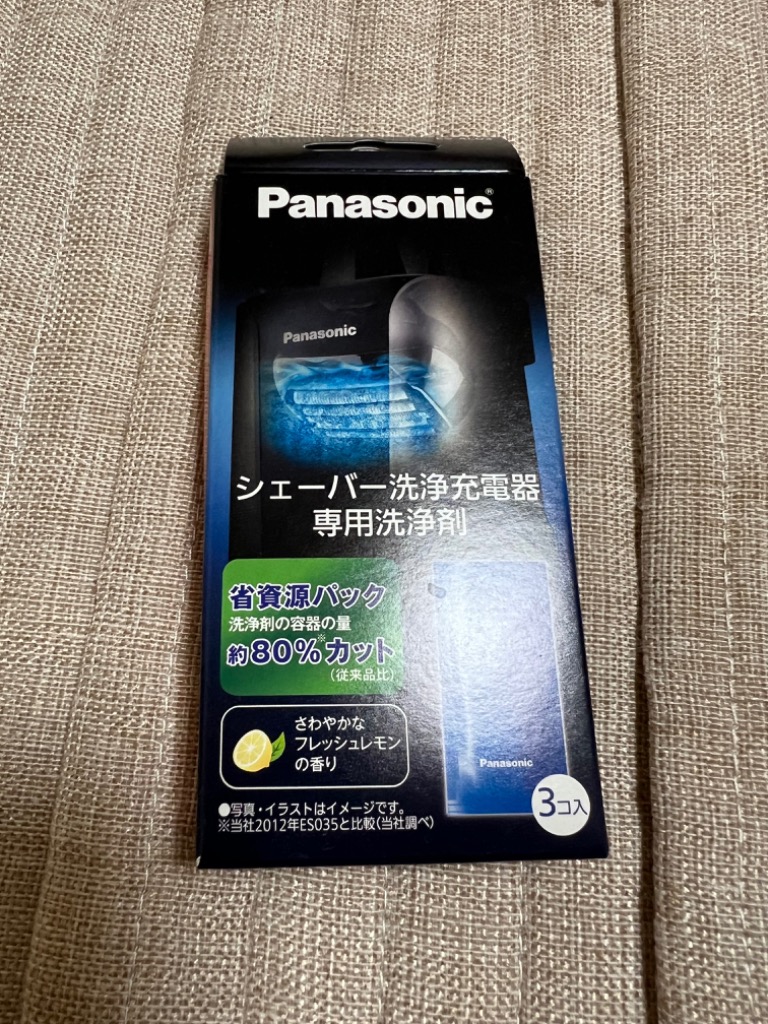 Panasonic®
Panasonic
シェーバー洗浄充電器
専用洗浄剤
省資源パック
洗浄剤の容器の量
約80%※カット
(従来品比)
さわやかな
フレッシュレモン
の香り
Panasonic
3コ入
●写真・イラストはイメージです。
※当社2012年ES035と比較(当社調べ)